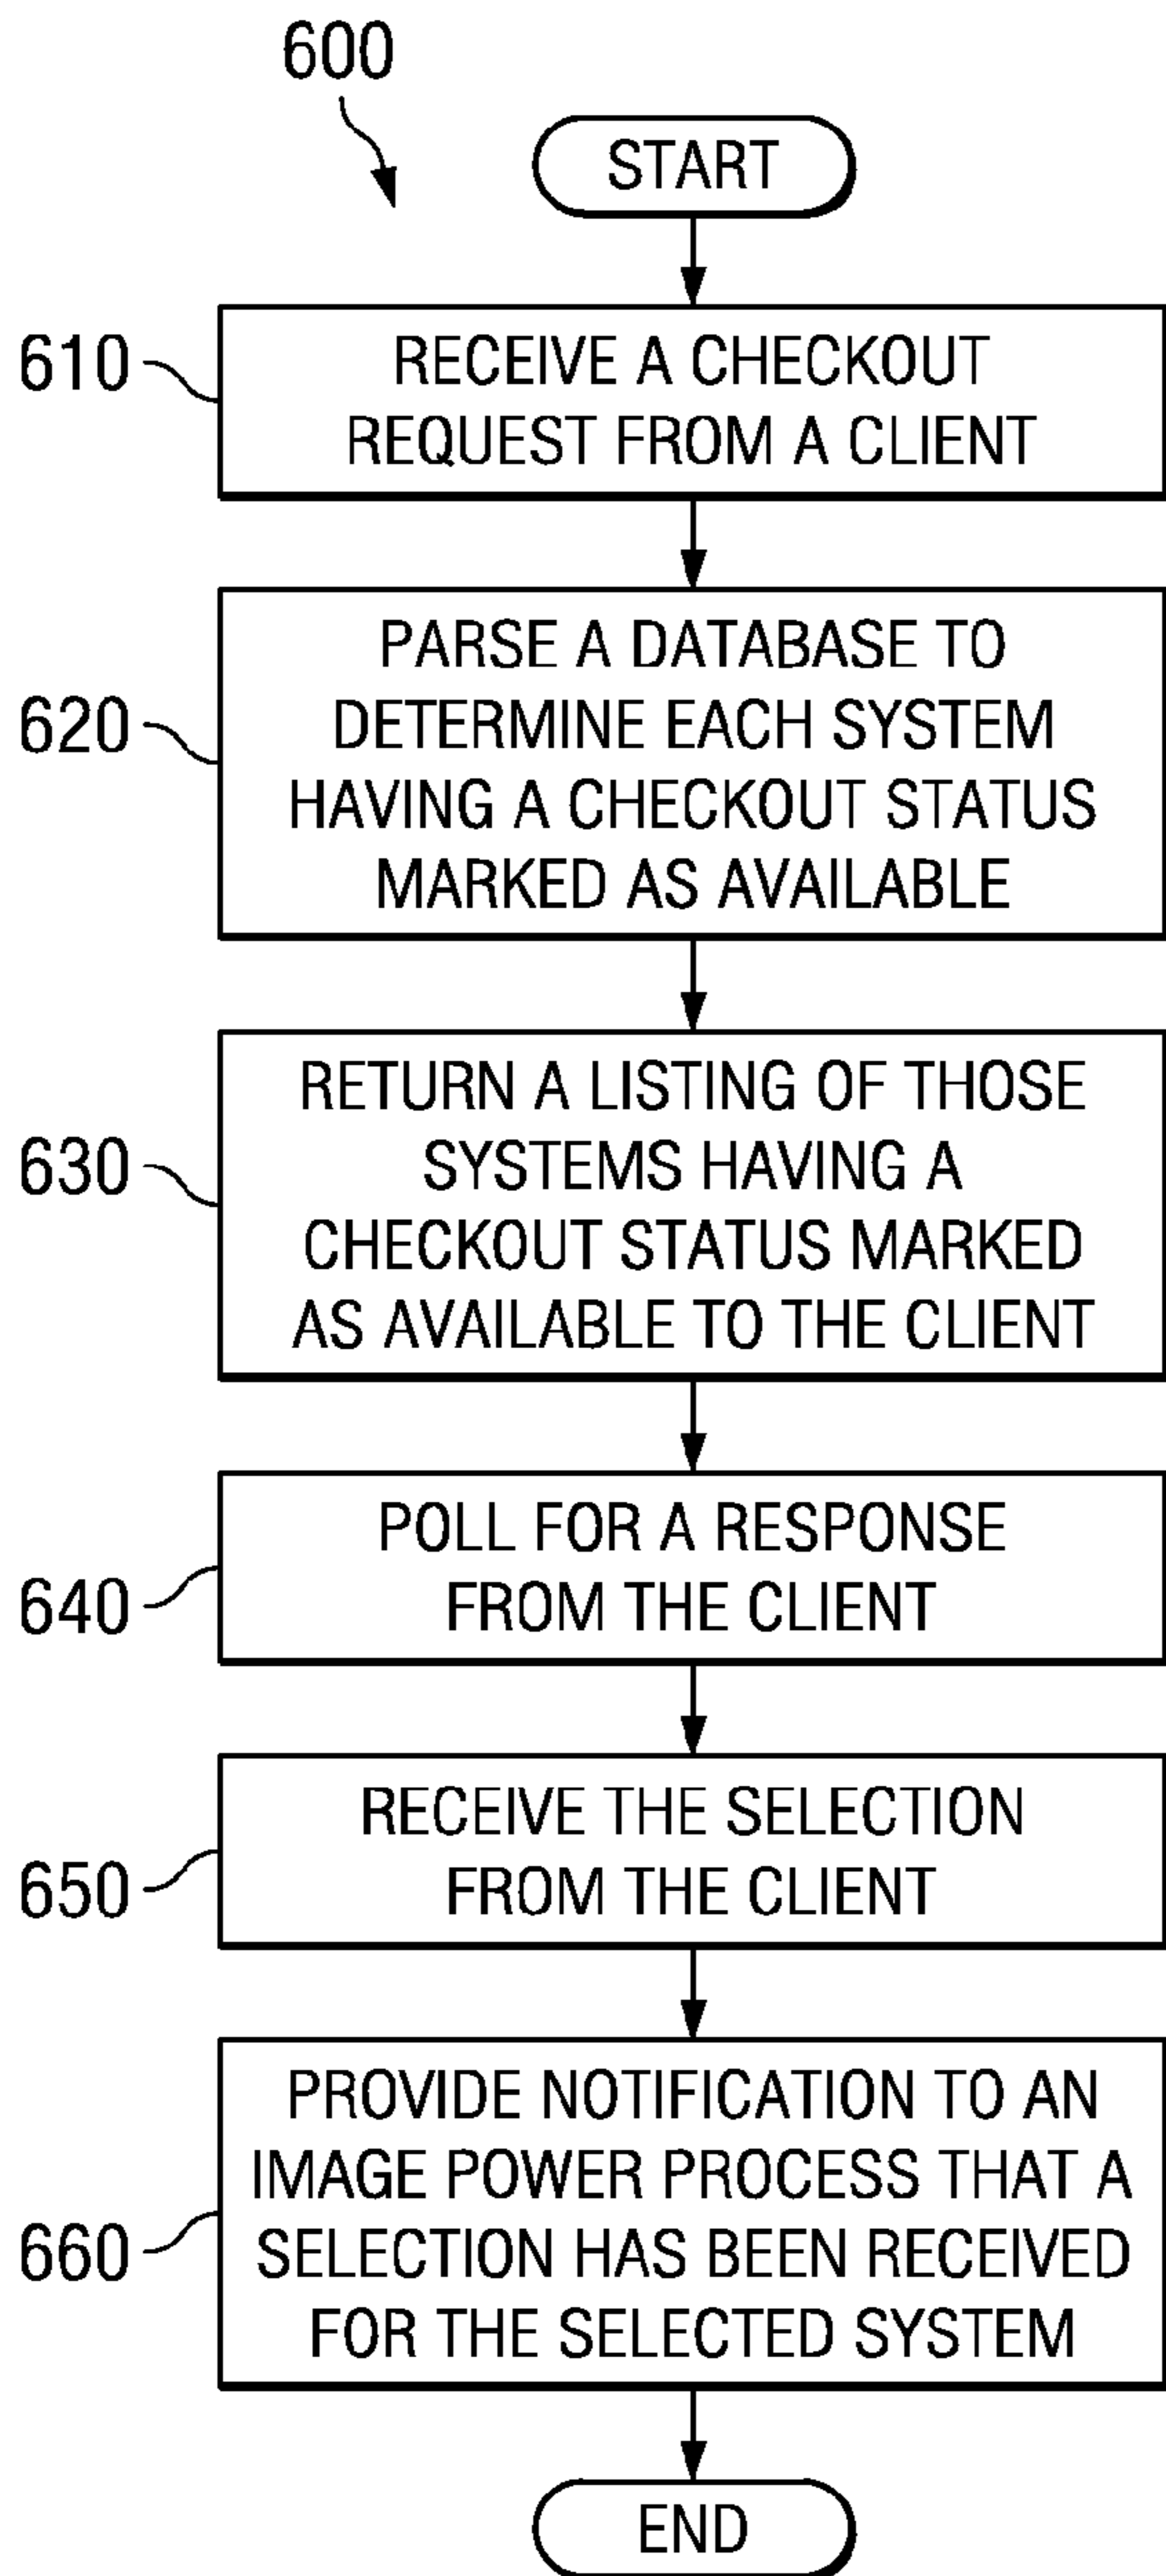 600
START
610
RECEIVE A CHECKOUT
REQUEST FROM A CLIENT
620
PARSE A DATABASE TO
DETERMINE EACH SYSTEM
HAVING A CHECKOUT STATUS
MARKED AS AVAILABLE
630
RETURN A LISTING OF THOSE
SYSTEMS HAVING A
CHECKOUT STATUS MARKED
AS AVAILABLE TO THE CLIENT
640
POLL FOR A RESPONSE
FROM THE CLIENT
650
RECEIVE THE SELECTION
FROM THE CLIENT
660
PROVIDE NOTIFICATION TO AN
IMAGE POWER PROCESS THAT A
SELECTION HAS BEEN RECEIVED
FOR THE SELECTED SYSTEM
END